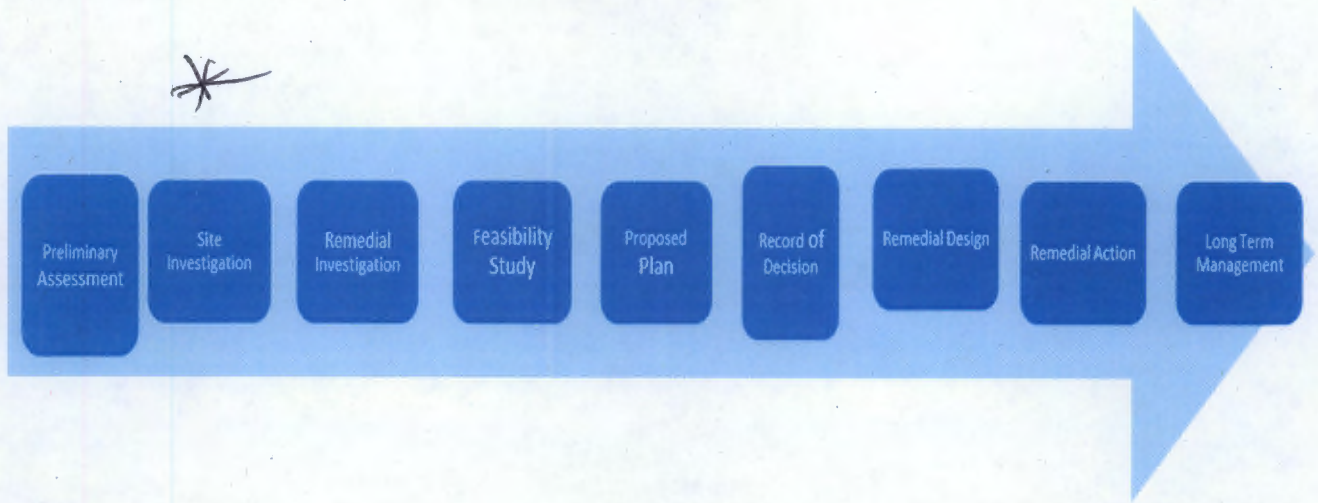 Preliminary
Assessment
Site
Investigation
Remedial
Investigation
Feasibility
Study
Proposed
Plan
Record of
Decision
Remedial Design
Remedial Action
Long Term
Management